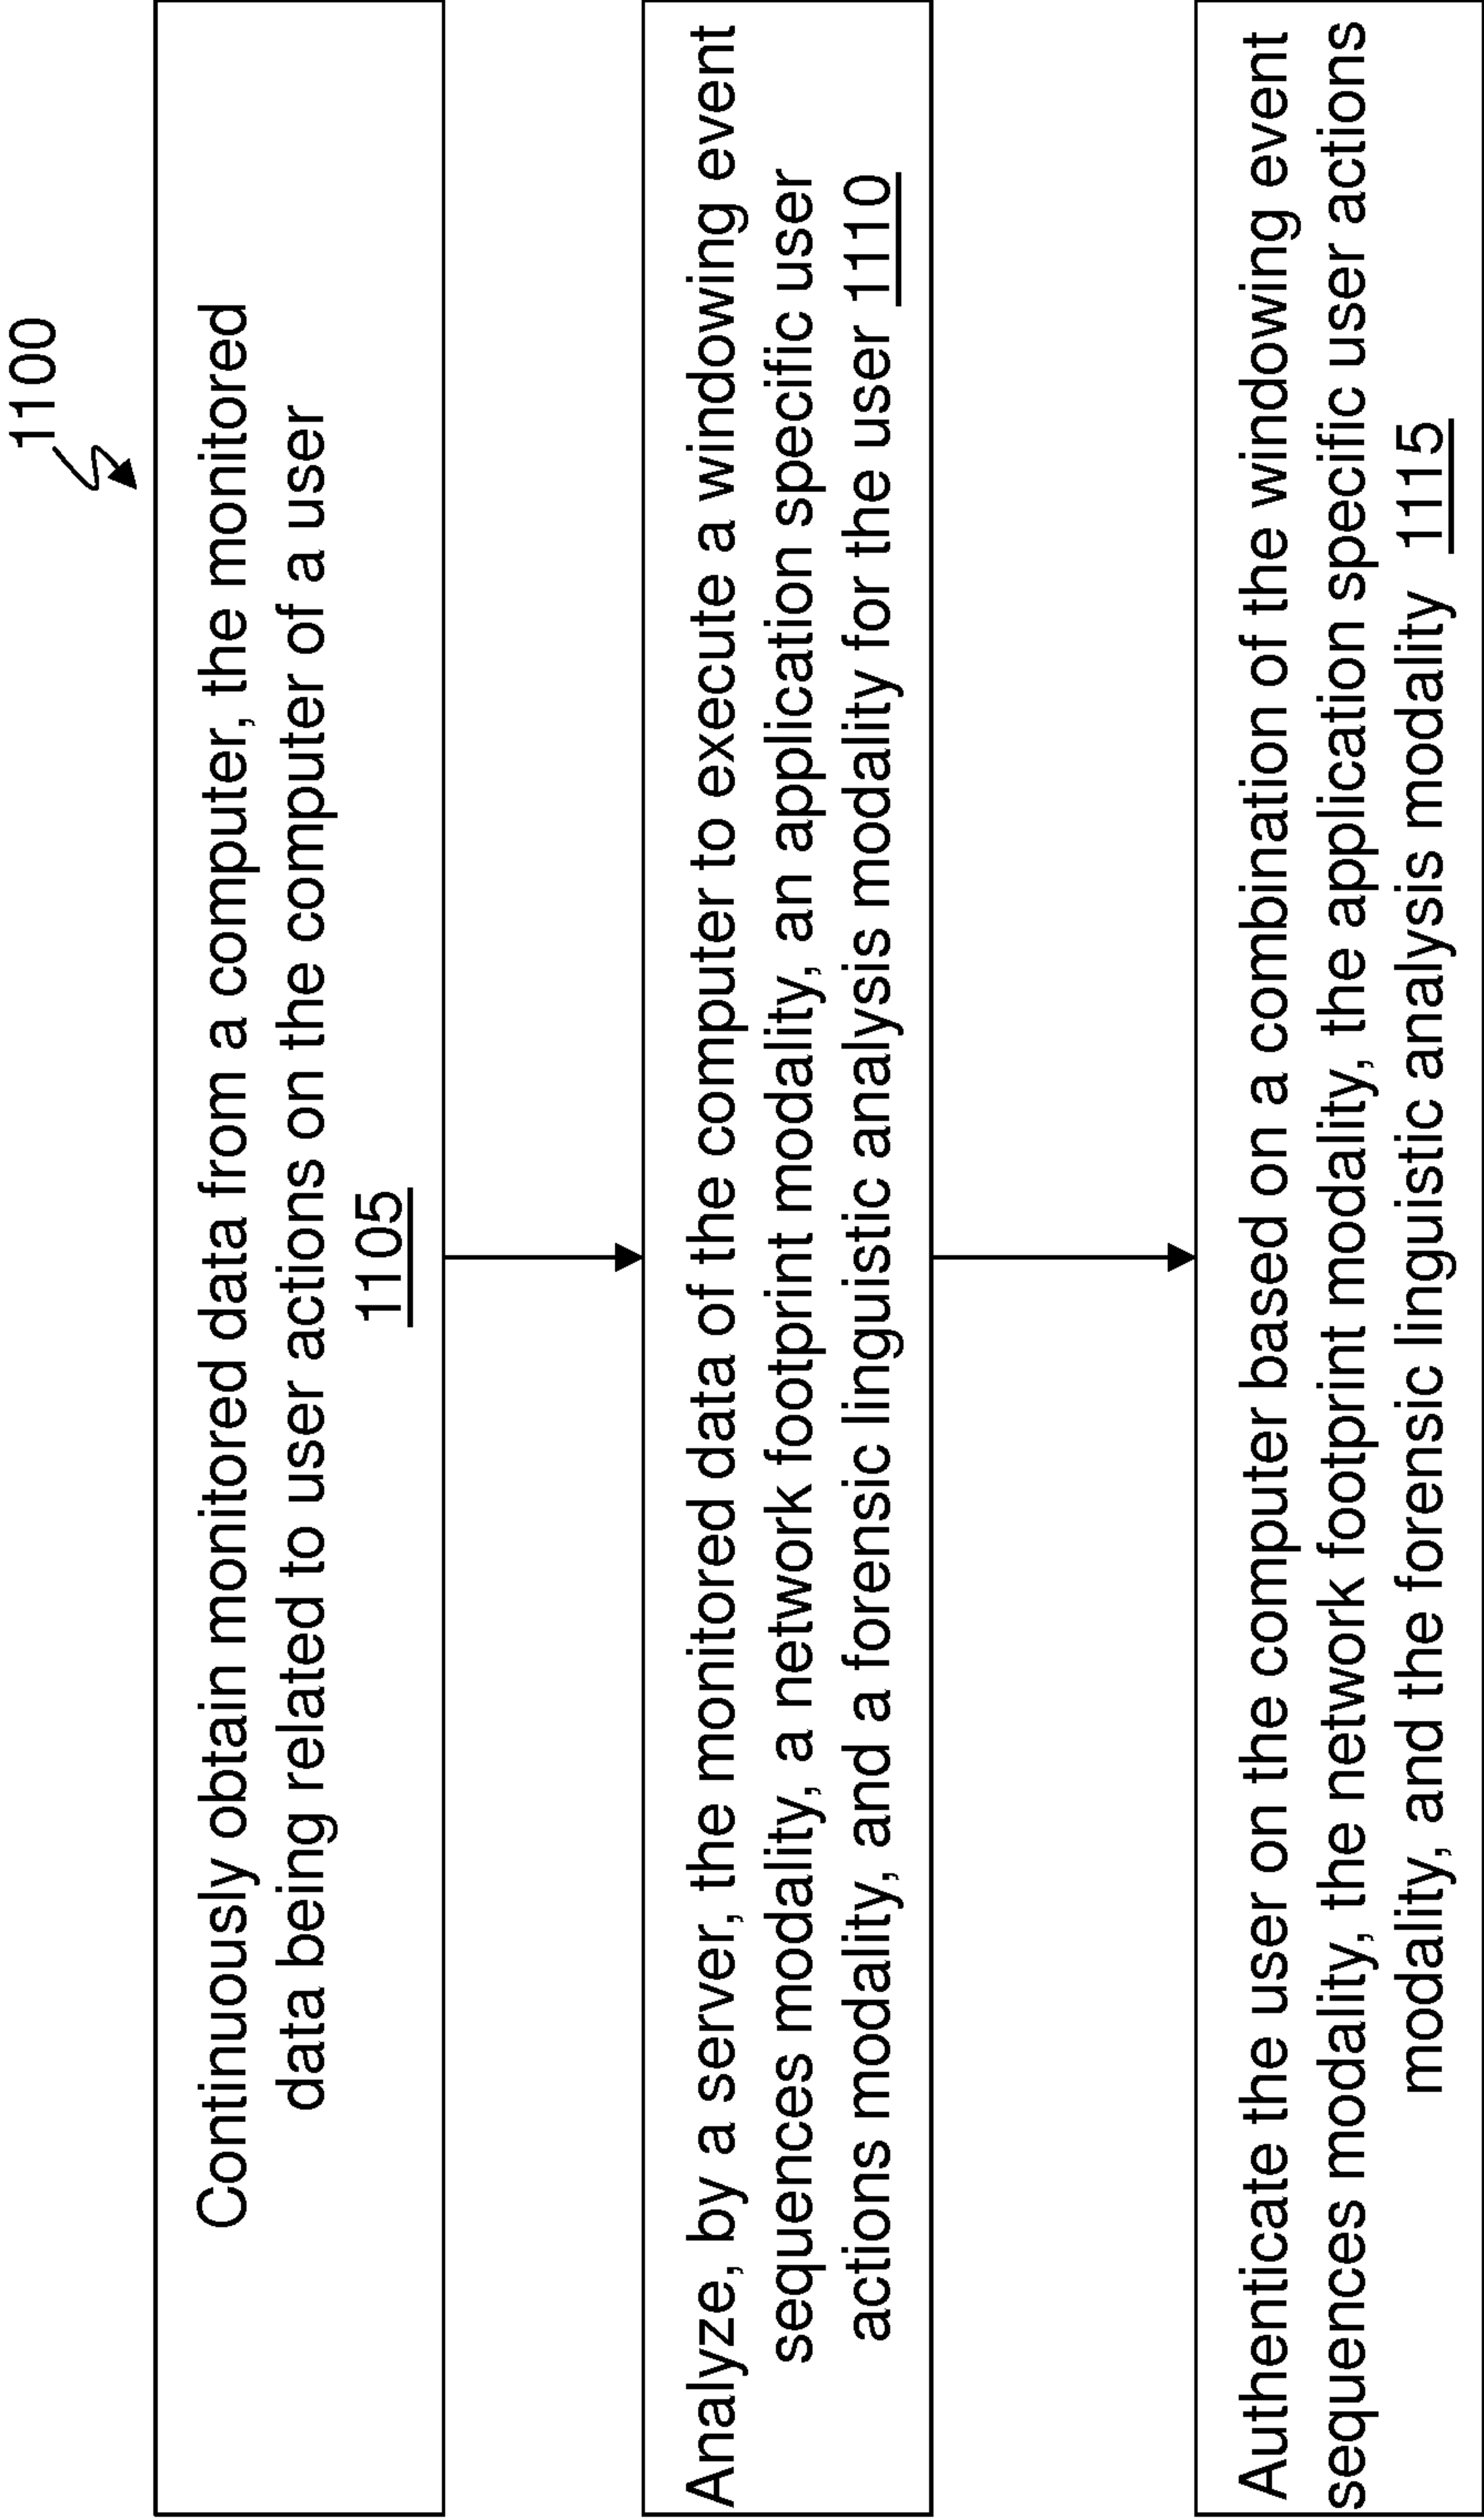 1100
Continuously obtain monitored data from a computer, the monitored
data being related to user actions on the computer of a user
1105
Analyze, by a server, the monitored data of the computer to execute a windowing event
sequences modality, a network footprint modality, an application specific user
actions modality, and a forensic linguistic analysis modality for the user 1110
Authenticate the user on the computer based on a combination of the windowing event
sequences modality, the network footprint modality, the application specific user actions
modality, and the forensic linguistic analysis modality 1115